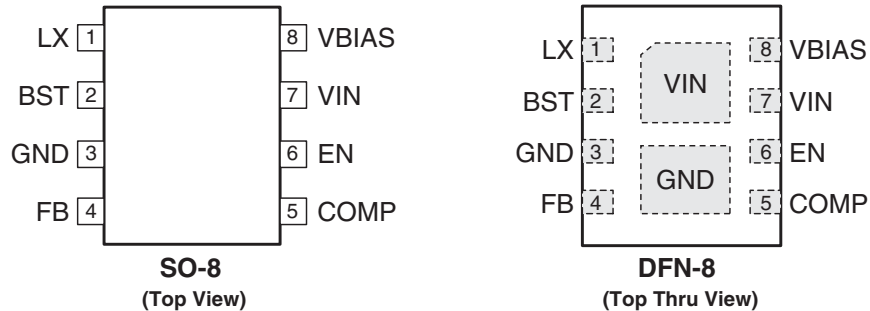 LX 1 8 VBIAS
BST 2 7 VIN
GND 3 6 EN
FB 4 5 COMP
SO-8
(Top View)
LX 1 VIN 8 VBIAS
BST 2 7 VIN
GND 3 GND 6 EN
FB 4 5 COMP
DFN-8
(Top Thru View)